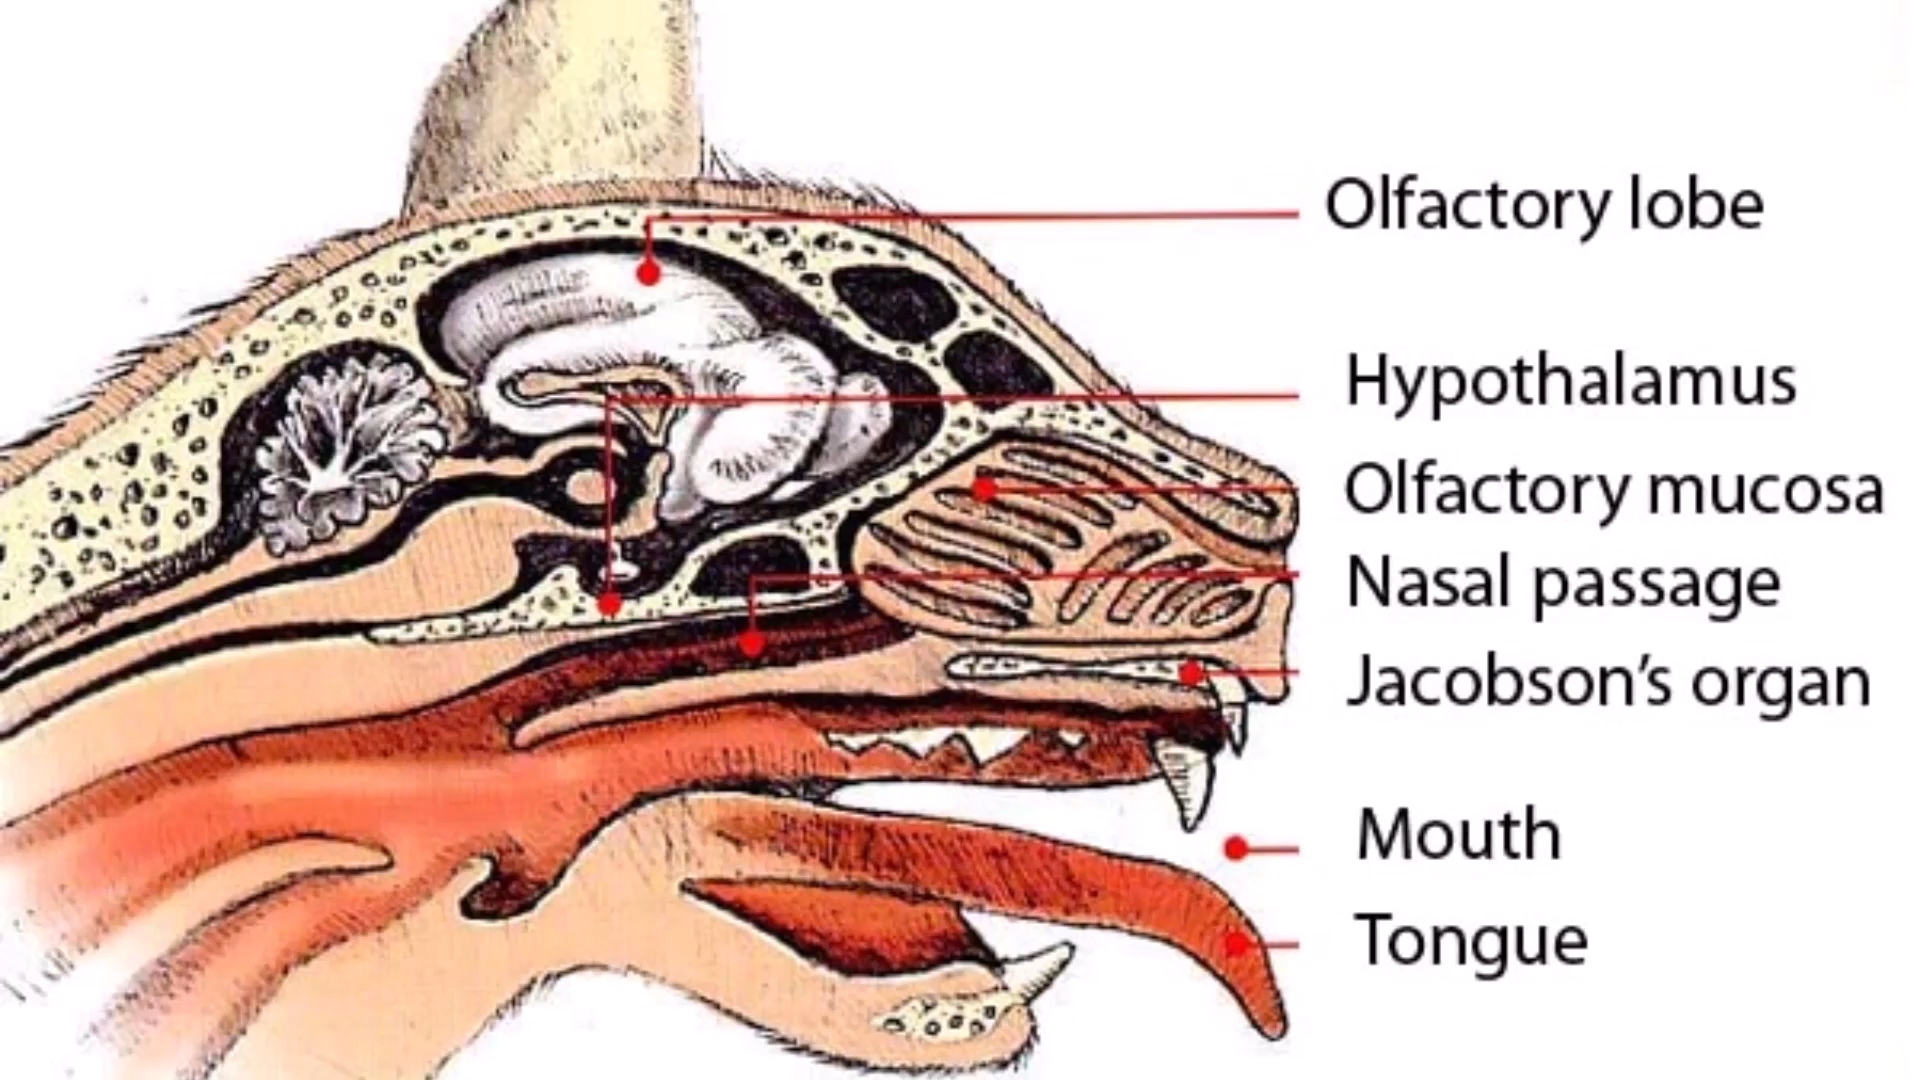 Olfactory lobe
Hypothalamus
Olfactory mucosa
Nasal passage
Jacobson’s organ
Mouth
Tongue